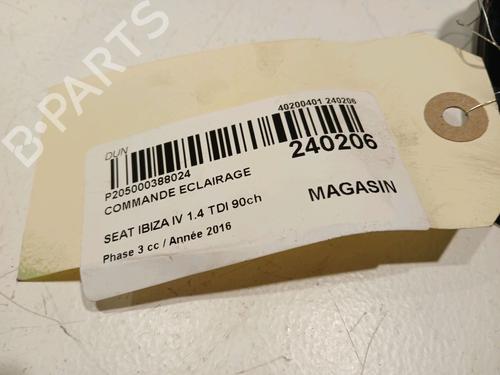 B-PARTS
DUN
40200401 240206
P205000388024
240206
COMMANDE ECLAIRAGE
MAGASIN
SEAT IBIZA IV 1.4 TDI 90ch
Phase 3 cc / Année 2016